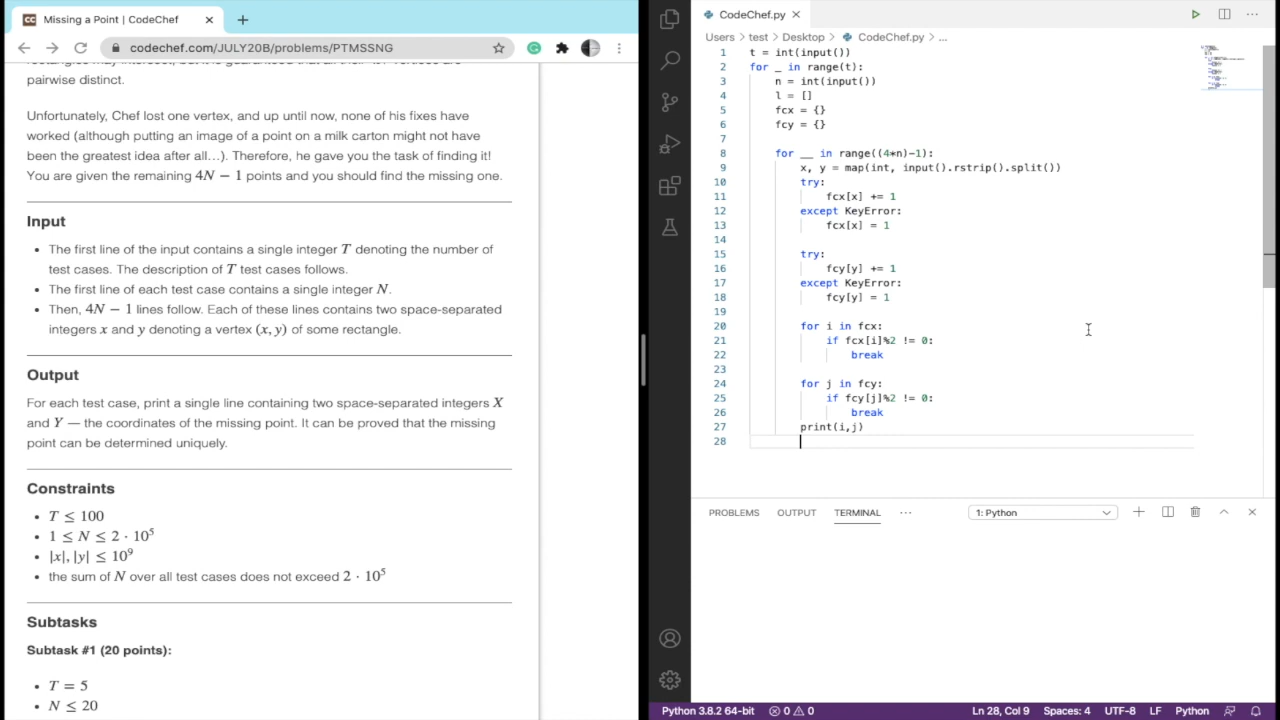 Missing a Point | CodeChef
codechef.com/JULY20B/problems/PTMSSNG
pairwise distinct.
Unfortunately, Chef lost one vertex, and up until now, none of his fixes have
worked (although putting an image of a point on a milk carton might not have
been the greatest idea after all...). Therefore, he gave you the task of finding it!
You are given the remaining 4N − 1 points and you should find the missing one.
Input
• The first line of the input contains a single integer T denoting the number of
test cases. The description of T test cases follows.
• The first line of each test case contains a single integer N.
• Then, 4N − 1 lines follow. Each of these lines contains two space-separated
integers x and y denoting a vertex (x, y) of some rectangle.
Output
For each test case, print a single line containing two space-separated integers X
and Y — the coordinates of the missing point. It can be proved that the missing
point can be determined uniquely.
Constraints
• T ≤ 100
• 1 ≤ N ≤ 2 · 10⁵
• |x|, |y| ≤ 10⁹
• the sum of N over all test cases does not exceed 2 · 10⁵
Subtasks
Subtask #1 (20 points):
• T = 5
• N ≤ 20
CodeChef.py
Users > test > Desktop > CodeChef.py > ...
1 t = int(input())
2 for _ in range(t):
3 n = int(input())
4 l = []
5 fcx = {}
6 fcy = {}
7
8 for __ in range((4*n)-1):
9 x, y = map(int, input().rstrip().split())
10 try:
11 fcx[x] += 1
12 except KeyError:
13 fcx[x] = 1
14
15 try:
16 fcy[y] += 1
17 except KeyError:
18 fcy[y] = 1
19
20 for i in fcx:
21 if fcx[i]%2 != 0:
22 break
23
24 for j in fcy:
25 if fcy[j]%2 != 0:
26 break
27 print(i,j)
28
PROBLEMS OUTPUT TERMINAL ... 1: Python
Python 3.8.2 64-bit 0 0 Ln 28, Col 9 Spaces: 4 UTF-8 LF Python